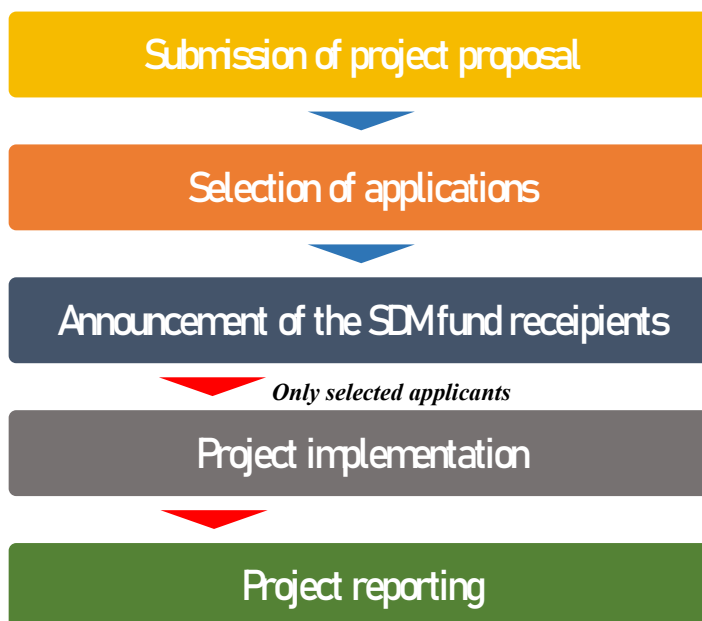 Submission of project proposal
Selection of applications
Announcement of the SDM fund receipients
Only selected applicants
Project implementation
Project reporting